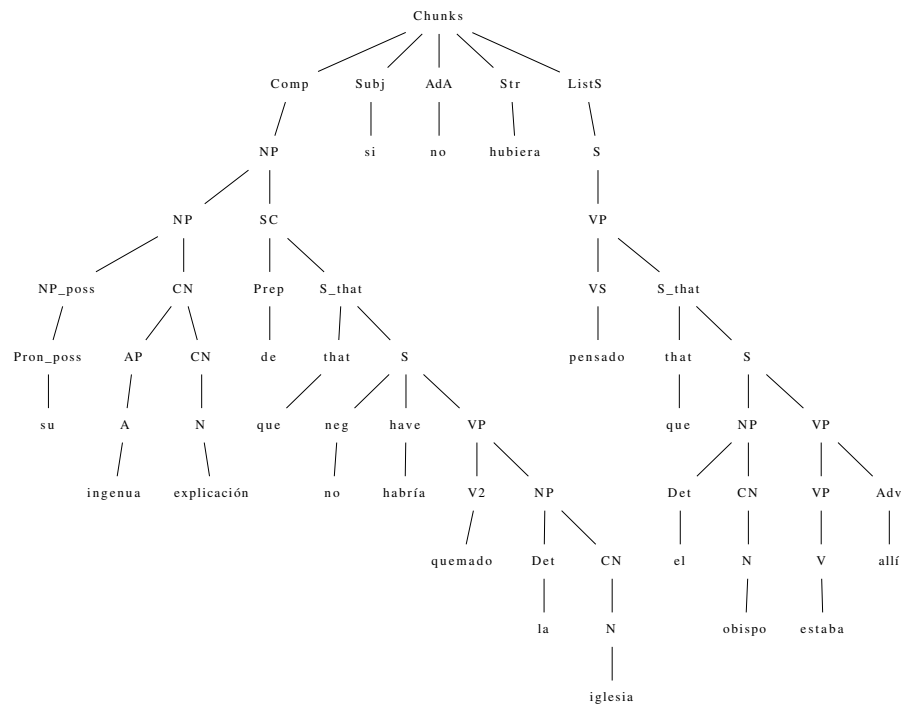 Chunks
Comp Subj AdA Str ListS
NP si no hubiera S
NP SC VP
NP_poss CN Prep S_that VS S_that
Pron_poss AP CN de that S pensado that S
su A N que neg have VP que NP VP
ingenua explicación no habría V2 NP Det CN VP Adv
quemado Det CN el N V allí
la N obispo estaba
iglesia